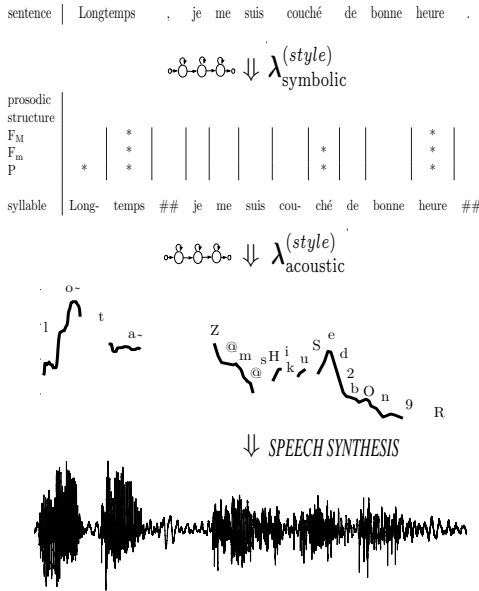 sentence Longtemps , je me suis couché de bonne heure .
λ (style) symbolic
prosodic
structure
F_M * *
F_m * * *
P * * * *
syllable Long- temps ## je me suis cou- ché de bonne heure ##
λ (style) acoustic
l o~ t a~ Z @ m @ s H i k u S e d 2 b O n 9 R
SPEECH SYNTHESIS